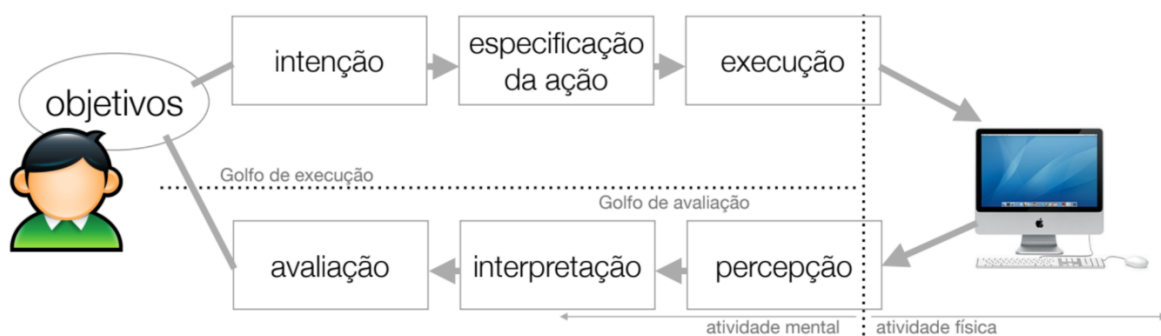 objetivos
intenção
especificação
da ação
execução
Golfo de execução
Golfo de avaliação
avaliação
interpretação
percepção
atividade mental
atividade física